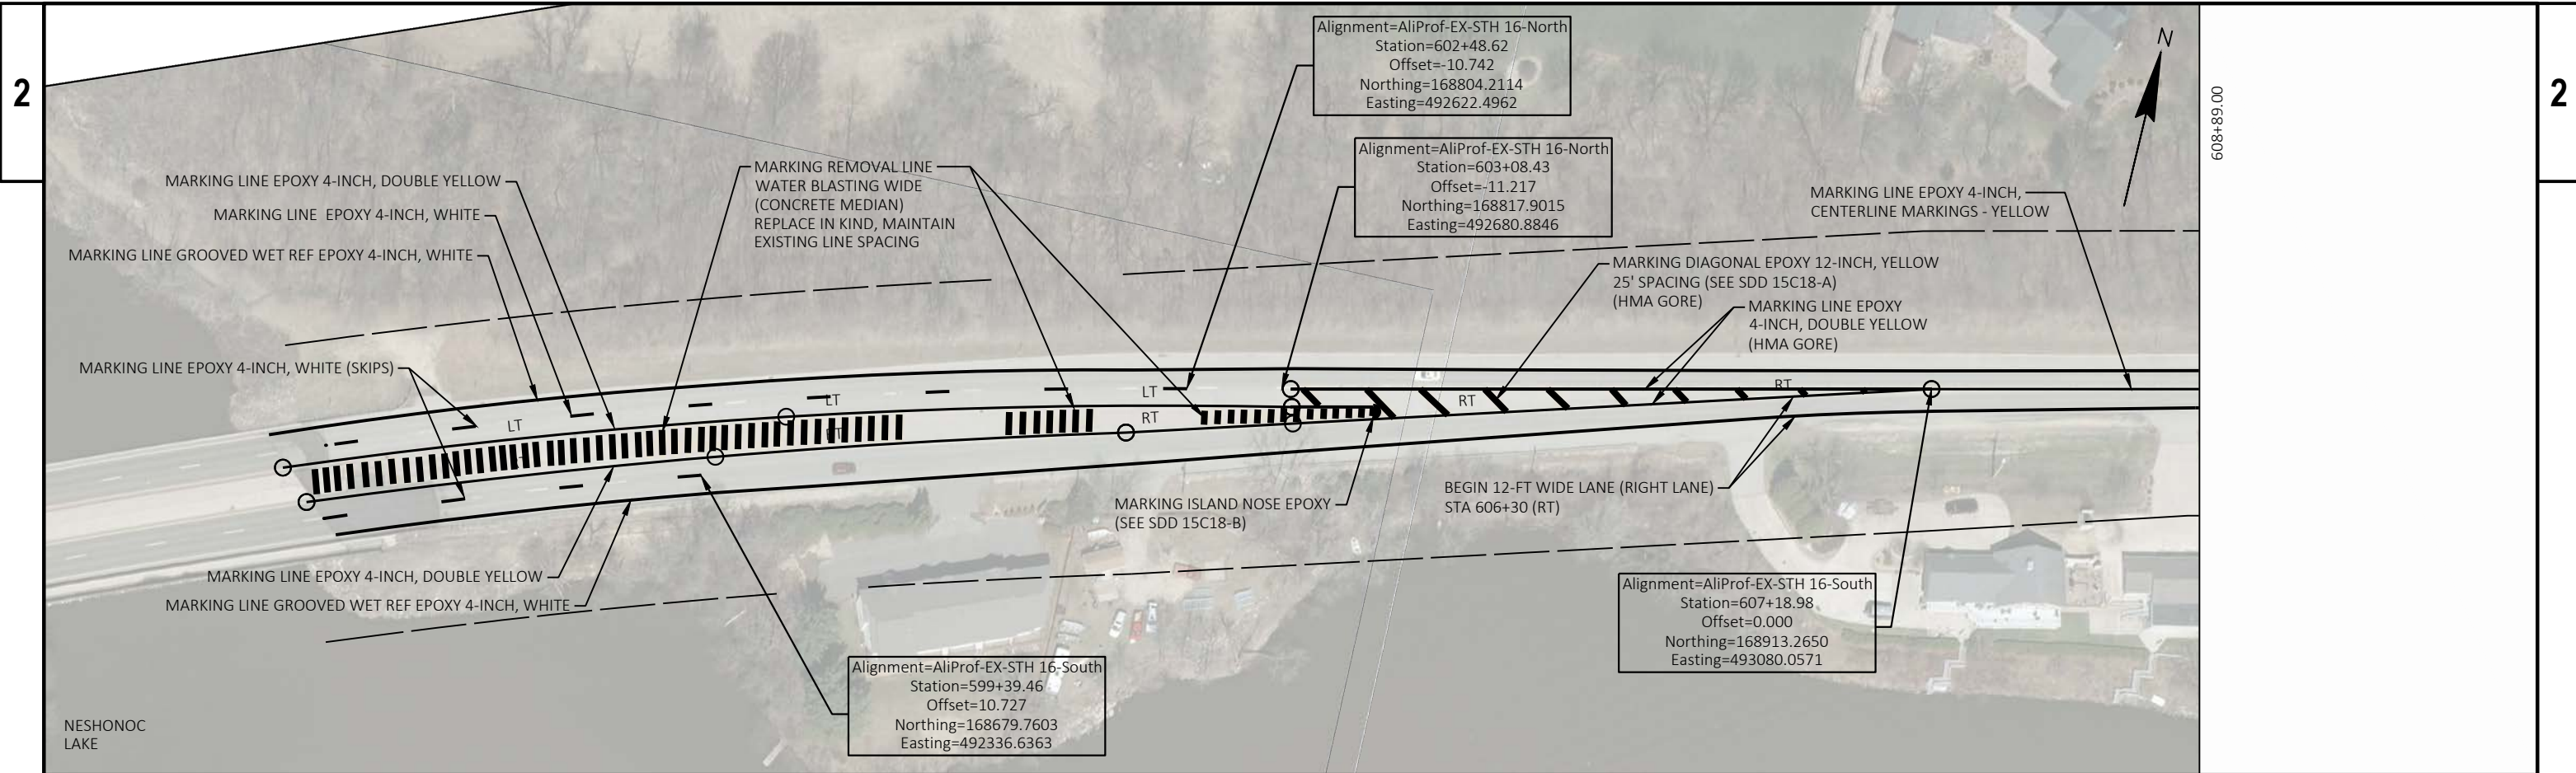 2
2
Alignment=AliProf-EX-STH 16-North
Station=602+48.62
Offset=-10.742
Northing=168804.2114
Easting=492622.4962
N
608+89.00
Alignment=AliProf-EX-STH 16-North
Station=603+08.43
Offset=-11.217
Northing=168817.9015
Easting=492680.8846
MARKING LINE EPOXY 4-INCH, DOUBLE YELLOW
MARKING LINE EPOXY 4-INCH, WHITE
MARKING LINE GROOVED WET REF EPOXY 4-INCH, WHITE
MARKING REMOVAL LINE
WATER BLASTING WIDE
(CONCRETE MEDIAN)
REPLACE IN KIND, MAINTAIN
EXISTING LINE SPACING
MARKING LINE EPOXY 4-INCH,
CENTERLINE MARKINGS - YELLOW
MARKING DIAGONAL EPOXY 12-INCH, YELLOW
25' SPACING (SEE SDD 15C18-A)
(HMA GORE)
MARKING LINE EPOXY
4-INCH, DOUBLE YELLOW
(HMA GORE)
MARKING LINE EPOXY 4-INCH, WHITE (SKIPS)
LT
LT
LT
RT
RT
RT
RT
MARKING ISLAND NOSE EPOXY
(SEE SDD 15C18-B)
BEGIN 12-FT WIDE LANE (RIGHT LANE)
STA 606+30 (RT)
MARKING LINE EPOXY 4-INCH, DOUBLE YELLOW
MARKING LINE GROOVED WET REF EPOXY 4-INCH, WHITE
Alignment=AliProf-EX-STH 16-South
Station=607+18.98
Offset=0.000
Northing=168913.2650
Easting=493080.0571
Alignment=AliProf-EX-STH 16-South
Station=599+39.46
Offset=10.727
Northing=168679.7603
Easting=492336.6363
NESHONOC
LAKE